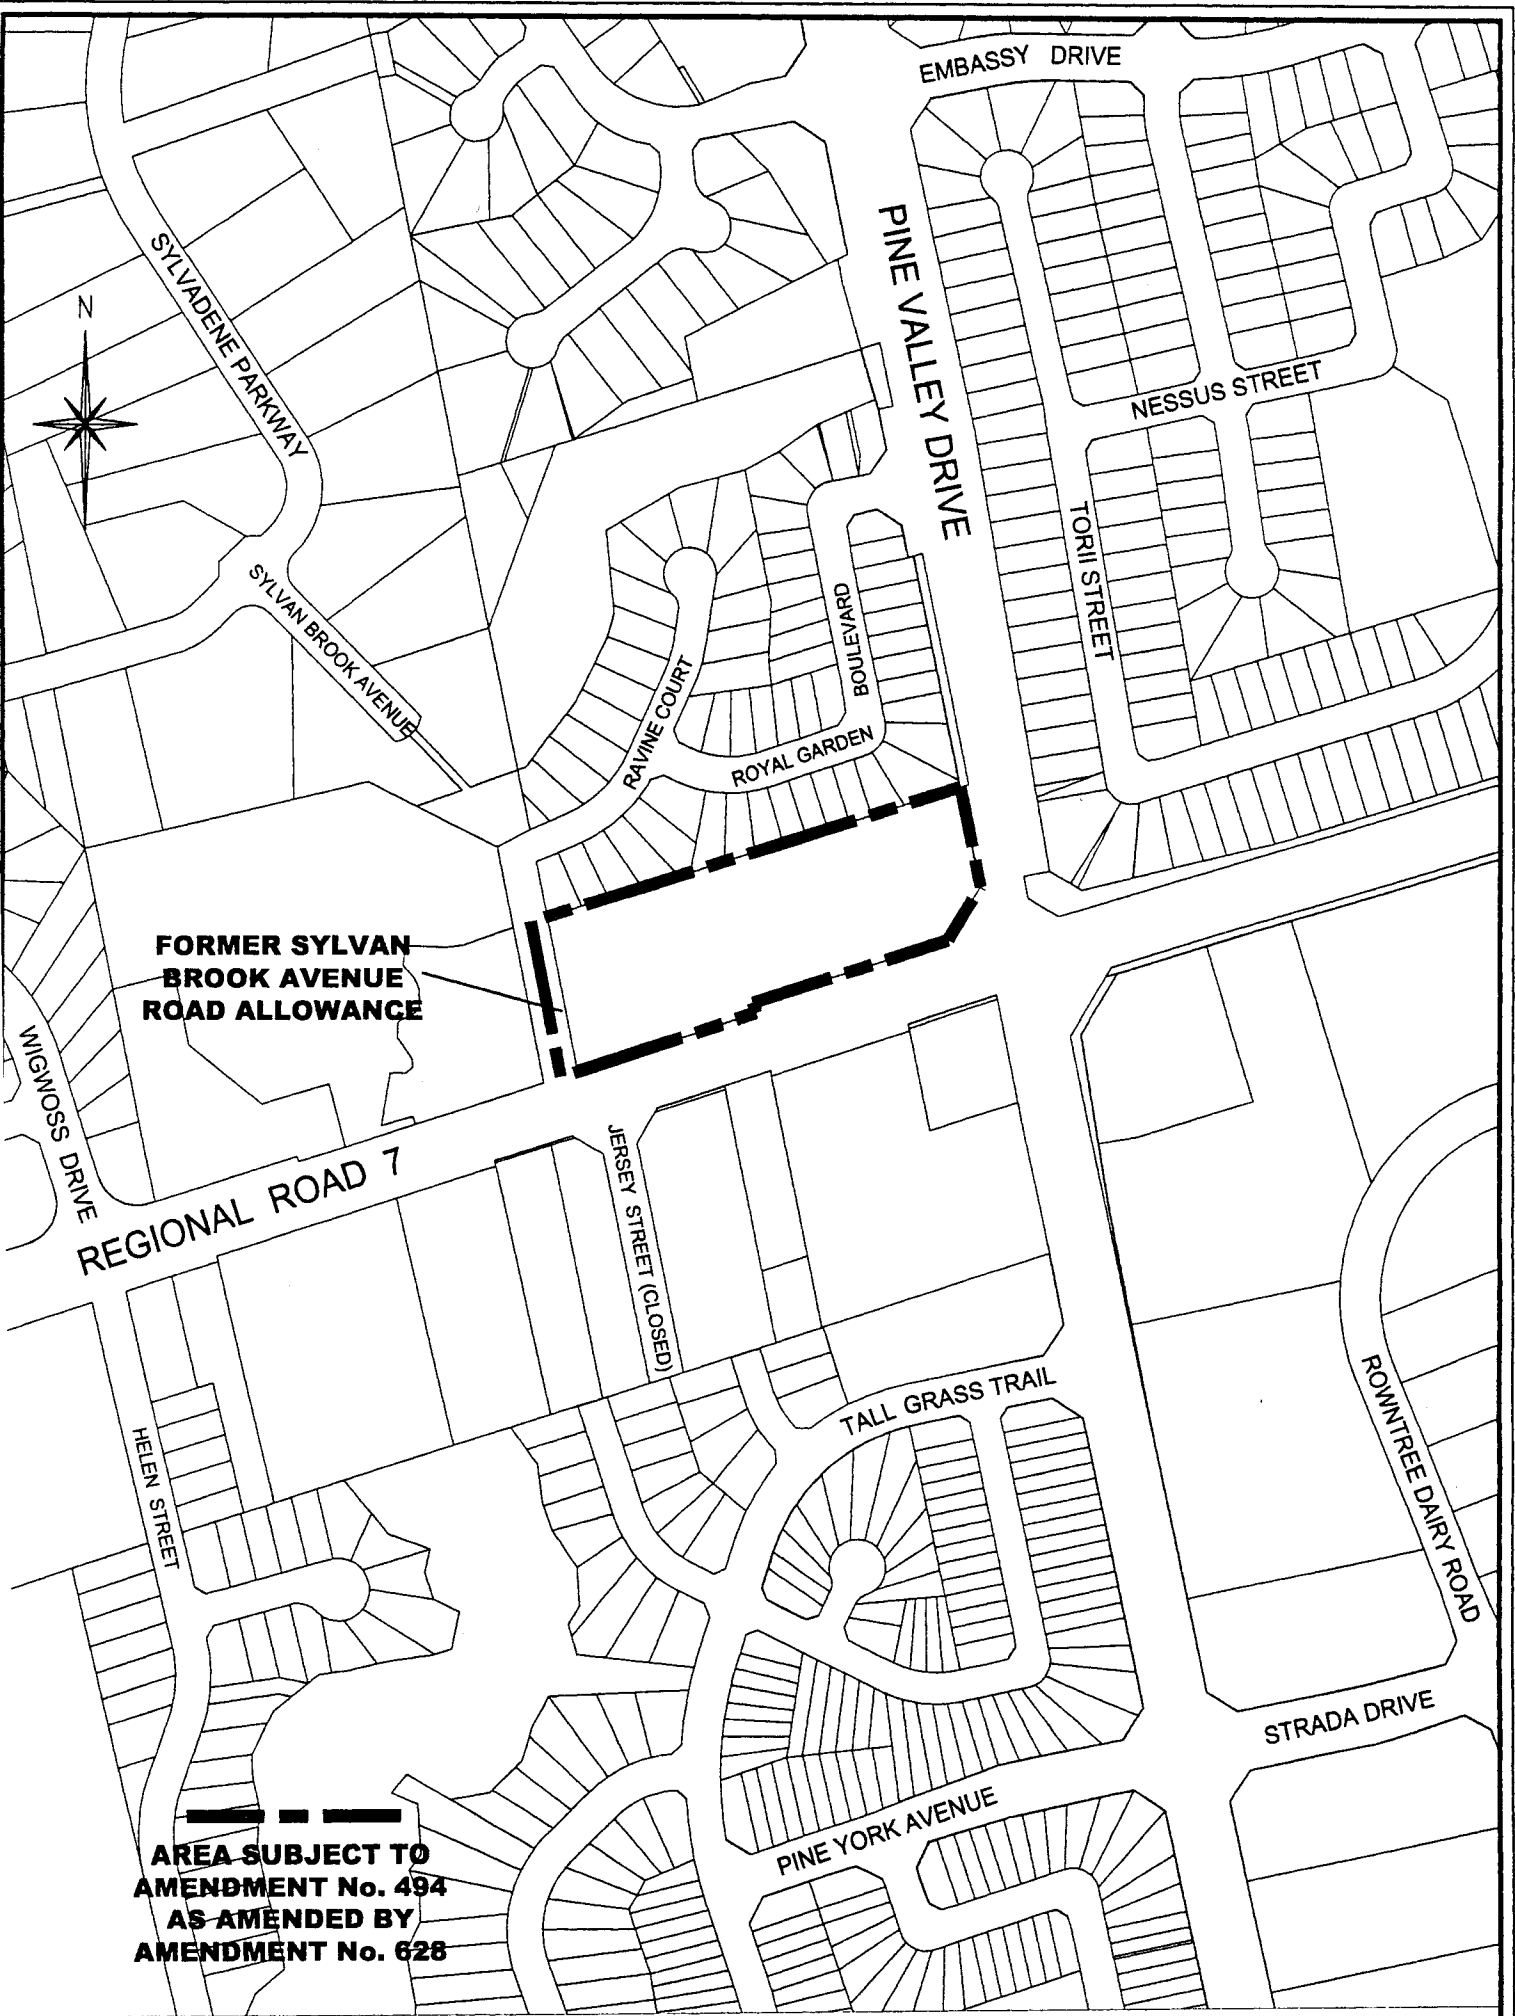 EMBASSY DRIVE
PINE VALLEY DRIVE
SYLVADENE PARKWAY
N
NESSUS STREET
TORII STREET
SYLVAN BROOK AVENUE
BOULEVARD
RAVINE COURT
ROYAL GARDEN
FORMER SYLVAN
BROOK AVENUE
ROAD ALLOWANCE
WIGWOSS DRIVE
REGIONAL ROAD 7
JERSEY STREET (CLOSED)
TALL GRASS TRAIL
ROWNTREE DAIRY ROAD
HELEN STREET
STRADA DRIVE
PINE YORK AVENUE
AREA SUBJECT TO
AMENDMENT No. 494
AS AMENDED BY
AMENDMENT No. 628